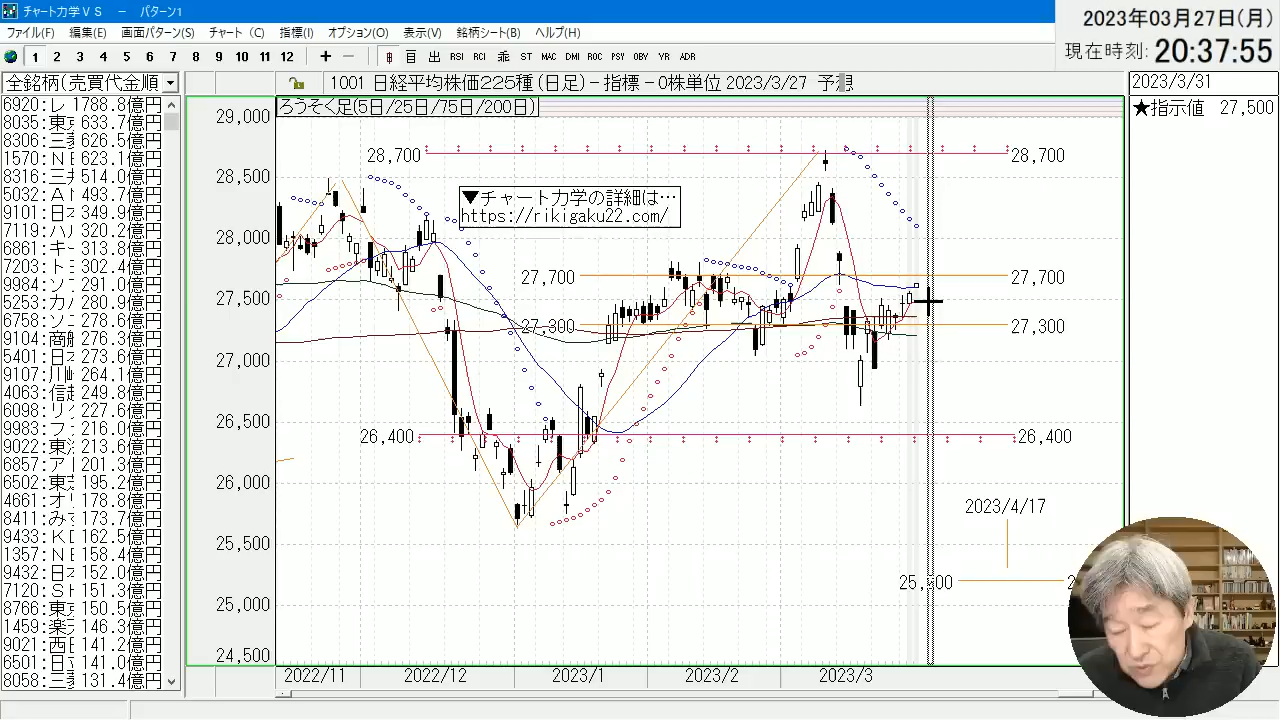 チャート力学VS － パターン1
ファイル(F) 編集(E) 画面パターン(S) チャート (C) 指標(I) オプション(O) 表示(V) 銘柄シート(B) ヘルプ(H)
1 2 3 4 5 6 7 8 9 10 11 12 ＋ － 日 出 RSI RCI 乖 ST MAC DMI ROC PSY OBV YR ADR
2023年03月27日(月)
現在時刻: 20:37:55
全銘柄(売買代金順
1001 日経平均株価225種(日足)－指標－0株単位 2023/3/27 予想
2023/3/31
★指示値 27,500
ろうそく足(5日/25日/75日/200日)
▼チャート力学の詳細は…
https://rikigaku22.com/
6920:レ 1788.8億円
8035:東 633.7億円
8306:三 626.5億円
1570:NE 623.1億円
8316:三 514.0億円
5032:AN 493.7億円
9101:日 349.9億円
7119:ハ 320.2億円
6861:キー 313.8億円
7203:ト 302.4億円
9984:ソ 291.0億円
5253:カ 280.9億円
6758:ソ 278.6億円
9104:商 276.3億円
5401:日 273.6億円
9107:川 264.1億円
4063:信 249.8億円
6098:リ 227.6億円
9983:フ 216.0億円
9022:東 213.6億円
6857:ア 201.3億円
6502:東 195.2億円
4661:オ 178.8億円
8411:み 173.7億円
9433:KD 162.5億円
1357:NE 158.4億円
9432:日 152.0億円
7120:SH 151.3億円
8766:東 150.5億円
1459:楽 146.3億円
9021:西 141.2億円
6501:日 141.0億円
8058:三 131.4億円
29,000
28,500
28,000
27,500
27,000
26,500
26,000
25,500
25,000
24,500
28,700 28,700
27,700 27,700
27,300 27,300
26,400 26,400
2023/4/17
25,500
2022/11 2022/12 2023/1 2023/2 2023/3